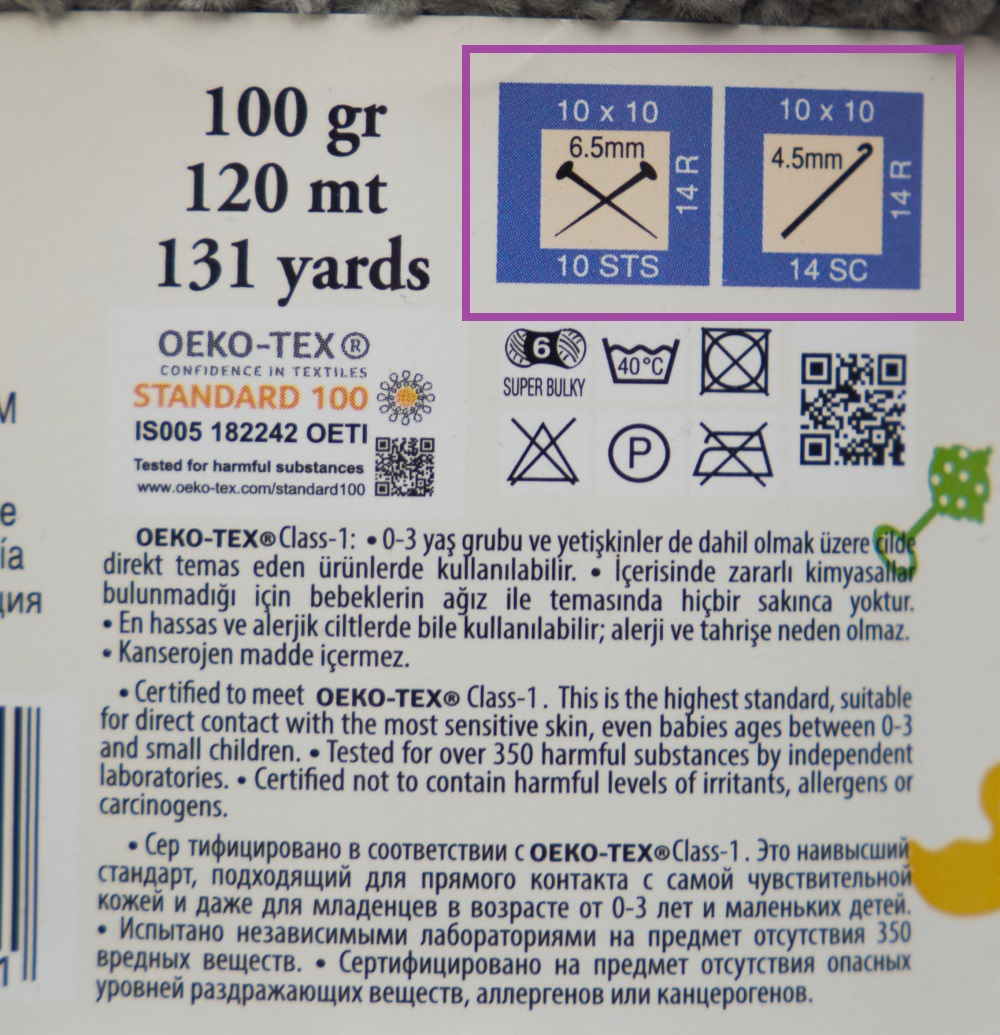 100 gr
120 mt
131 yards
10 x 10
6.5mm
14 R
10 STS
10 x 10
4.5mm
14 R
14 SC
OEKO-TEX®
CONFIDENCE IN TEXTILES
STANDARD 100
IS005 182242 OETI
Tested for harmful substances
www.oeko-tex.com/standard100
6
SUPER BULKY
40°C
P
M
e
ía
ция
OEKO-TEX® Class-1: • 0-3 yaş grubu ve yetişkinler de dahil olmak üzere cilde
direkt temas eden ürünlerde kullanılabilir. • İçerisinde zararlı kimyasallar
bulunmadığı için bebeklerin ağız ile temasında hiçbir sakınca yoktur.
• En hassas ve alerjik ciltlerde bile kullanılabilir; alerji ve tahrişe neden olmaz.
• Kanserojen madde içermez.
• Certified to meet OEKO-TEX® Class-1. This is the highest standard, suitable
for direct contact with the most sensitive skin, even babies ages between 0-3
and small children. • Tested for over 350 harmful substances by independent
laboratories. • Certified not to contain harmful levels of irritants, allergens or
carcinogens.
• Сер тифицировано в соответствии с OEKO-TEX® Class-1. Это наивысший
стандарт, подходящий для прямого контакта с самой чувствительной
кожей и даже для младенцев в возрасте от 0-3 лет и маленьких детей.
• Испытано независимыми лабораториями на предмет отсутствия 350
вредных веществ. • Сертифицировано на предмет отсутствия опасных
уровней раздражающих веществ, аллергенов или канцерогенов.
1